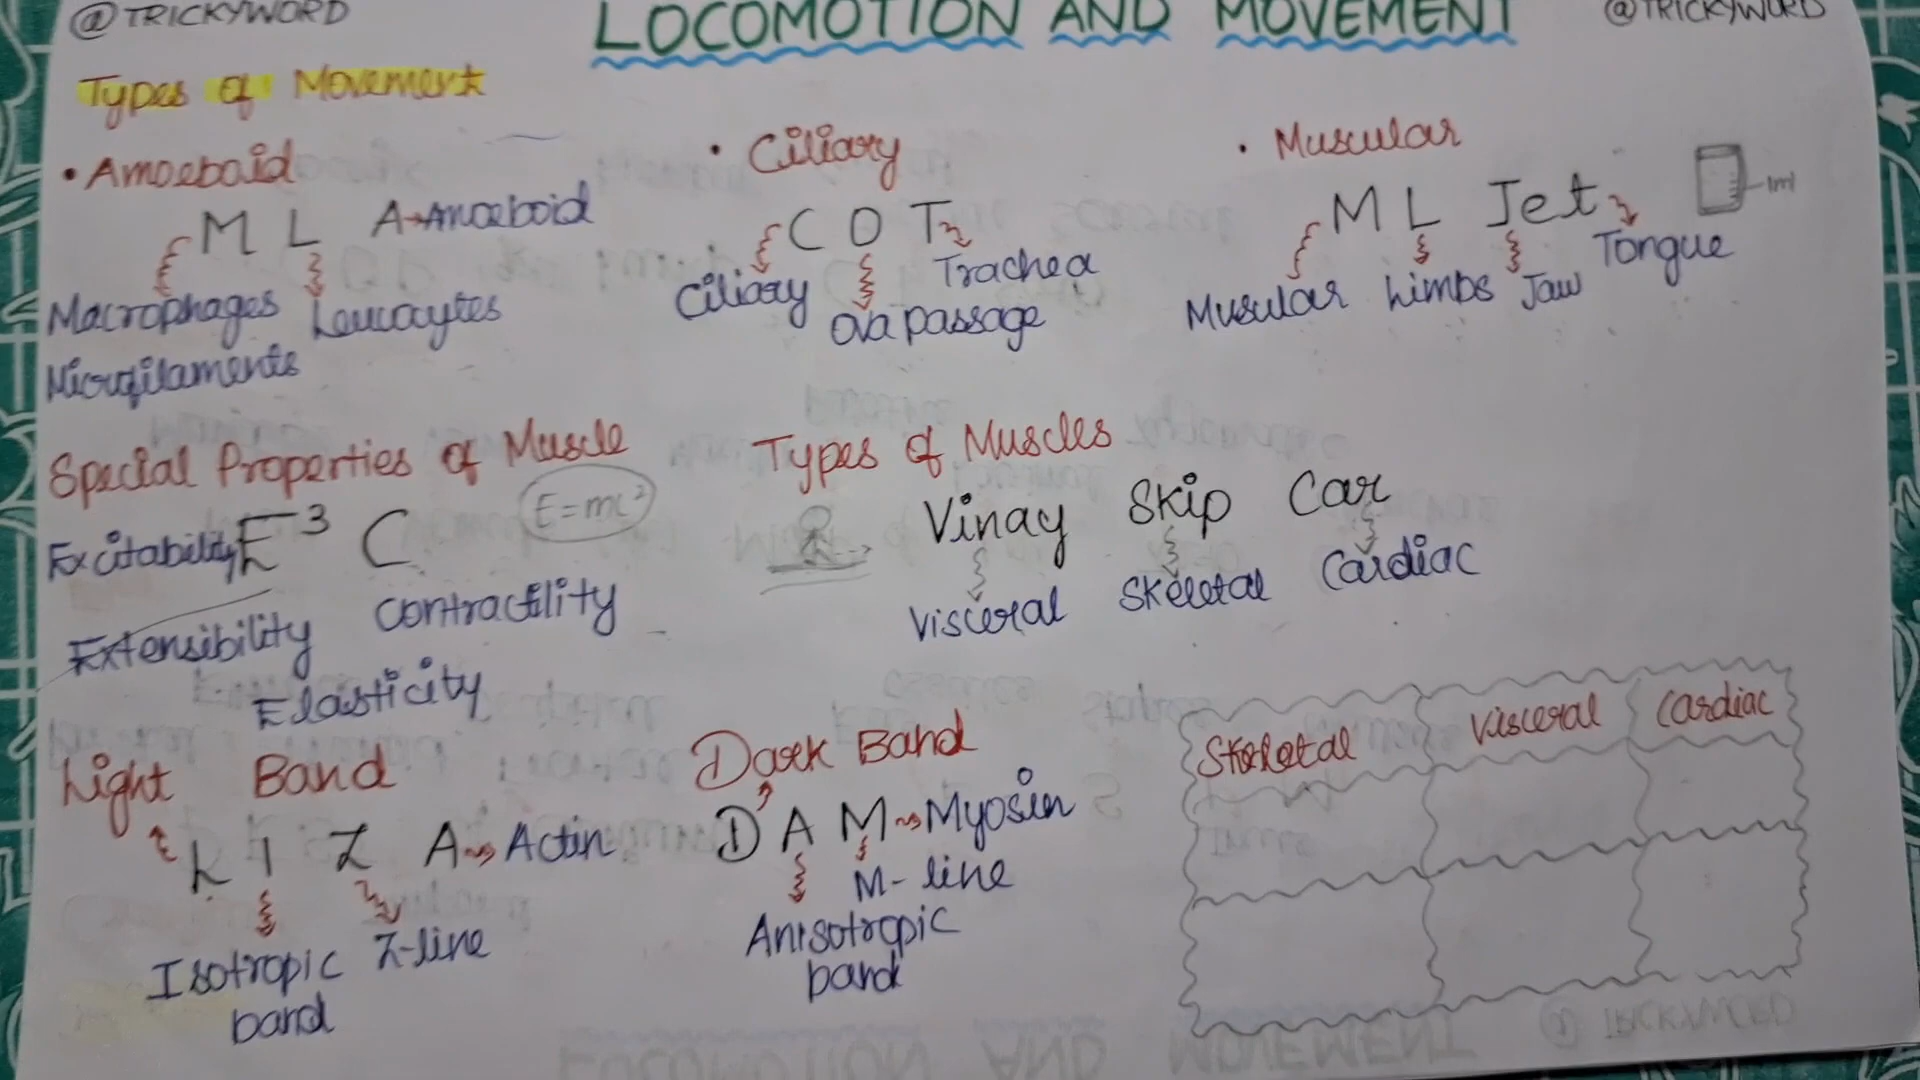 @TRICKYWORD
LOCOMOTION AND MOVEMENT
@TRICKYWORD
Types of Movement
• Amoeboid
M L A→Amoeboid
Macrophages Leucocytes
Microfilaments
• Ciliary
C O T
Trachea
Ciliary
Ova passage
• Muscular
M L Jet
1ml
Tongue
Muscular Limbs Jaw
Special Properties of Muscle
E³ C
E=mc²
Excitability
Contractility
Extensibility
Elasticity
Types of Muscles
Vinay Skip Car
Visceral Skeletal Cardiac
Light Band
L I Z A Actin
Isotropic Z-line
band
Dark Band
D A M Myosin
M-line
Anisotropic
band
Skeletal Visceral Cardiac